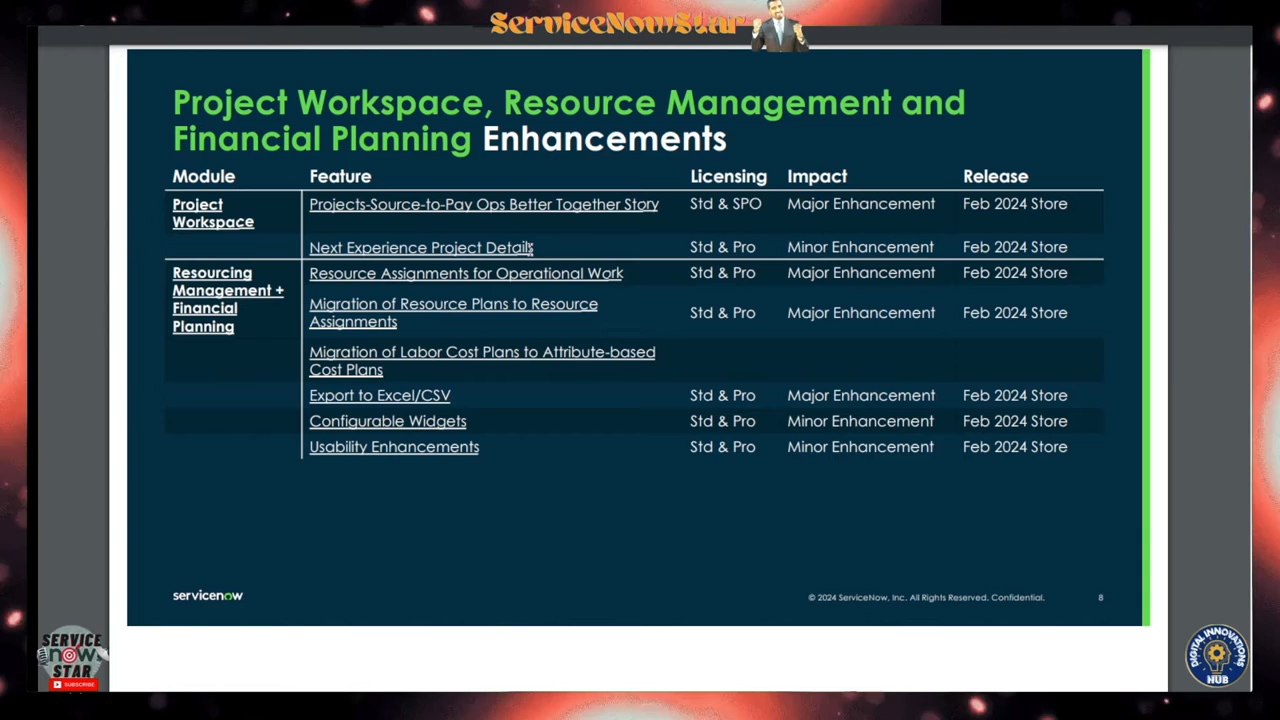 ServiceNowStar
Project Workspace, Resource Management and
Financial Planning Enhancements
Module Feature Licensing Impact Release
Project Workspace Projects-Source-to-Pay Ops Better Together Story Std & SPO Major Enhancement Feb 2024 Store
Next Experience Project Details Std & Pro Minor Enhancement Feb 2024 Store
Resourcing Management + Financial Planning Resource Assignments for Operational Work Std & Pro Major Enhancement Feb 2024 Store
Migration of Resource Plans to Resource Assignments Std & Pro Major Enhancement Feb 2024 Store
Migration of Labor Cost Plans to Attribute-based Cost Plans
Export to Excel/CSV Std & Pro Major Enhancement Feb 2024 Store
Configurable Widgets Std & Pro Minor Enhancement Feb 2024 Store
Usability Enhancements Std & Pro Minor Enhancement Feb 2024 Store
servicenow
© 2024 ServiceNow, Inc. All Rights Reserved. Confidential. 8
SERVICE
now
STAR
SUBSCRIBE
DIGITAL INNOVATIONS
HUB